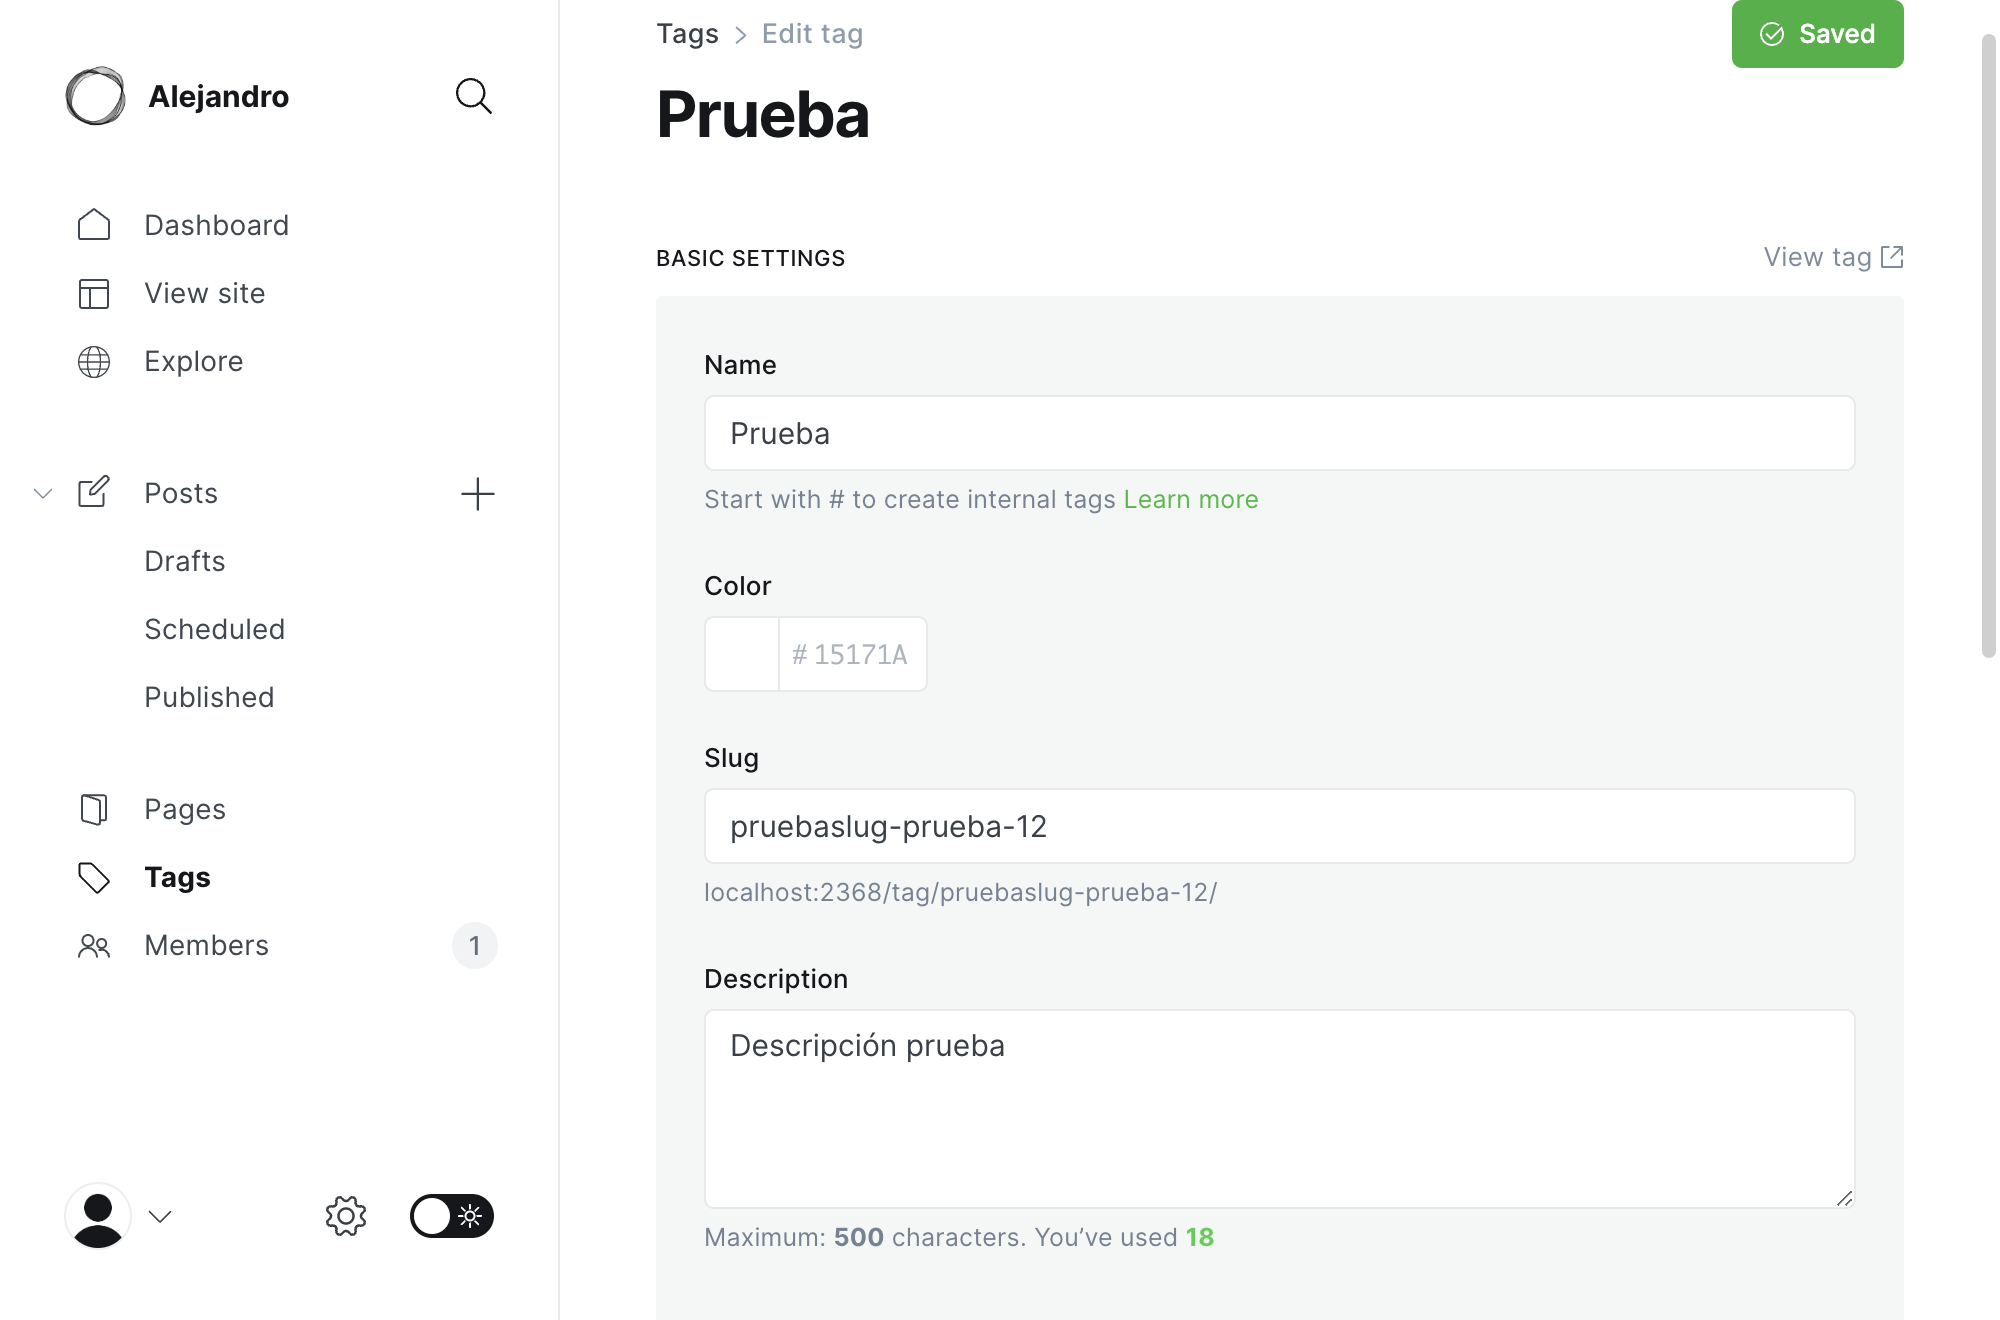 Alejandro
Dashboard
View site
Explore
Posts
Drafts
Scheduled
Published
Pages
Tags
Members
1
Tags > Edit tag
Saved
Prueba
BASIC SETTINGS
View tag
Name
Prueba
Start with # to create internal tags Learn more
Color
# 15171A
Slug
pruebaslug-prueba-12
localhost:2368/tag/pruebaslug-prueba-12/
Description
Descripción prueba
Maximum: 500 characters. You’ve used 18